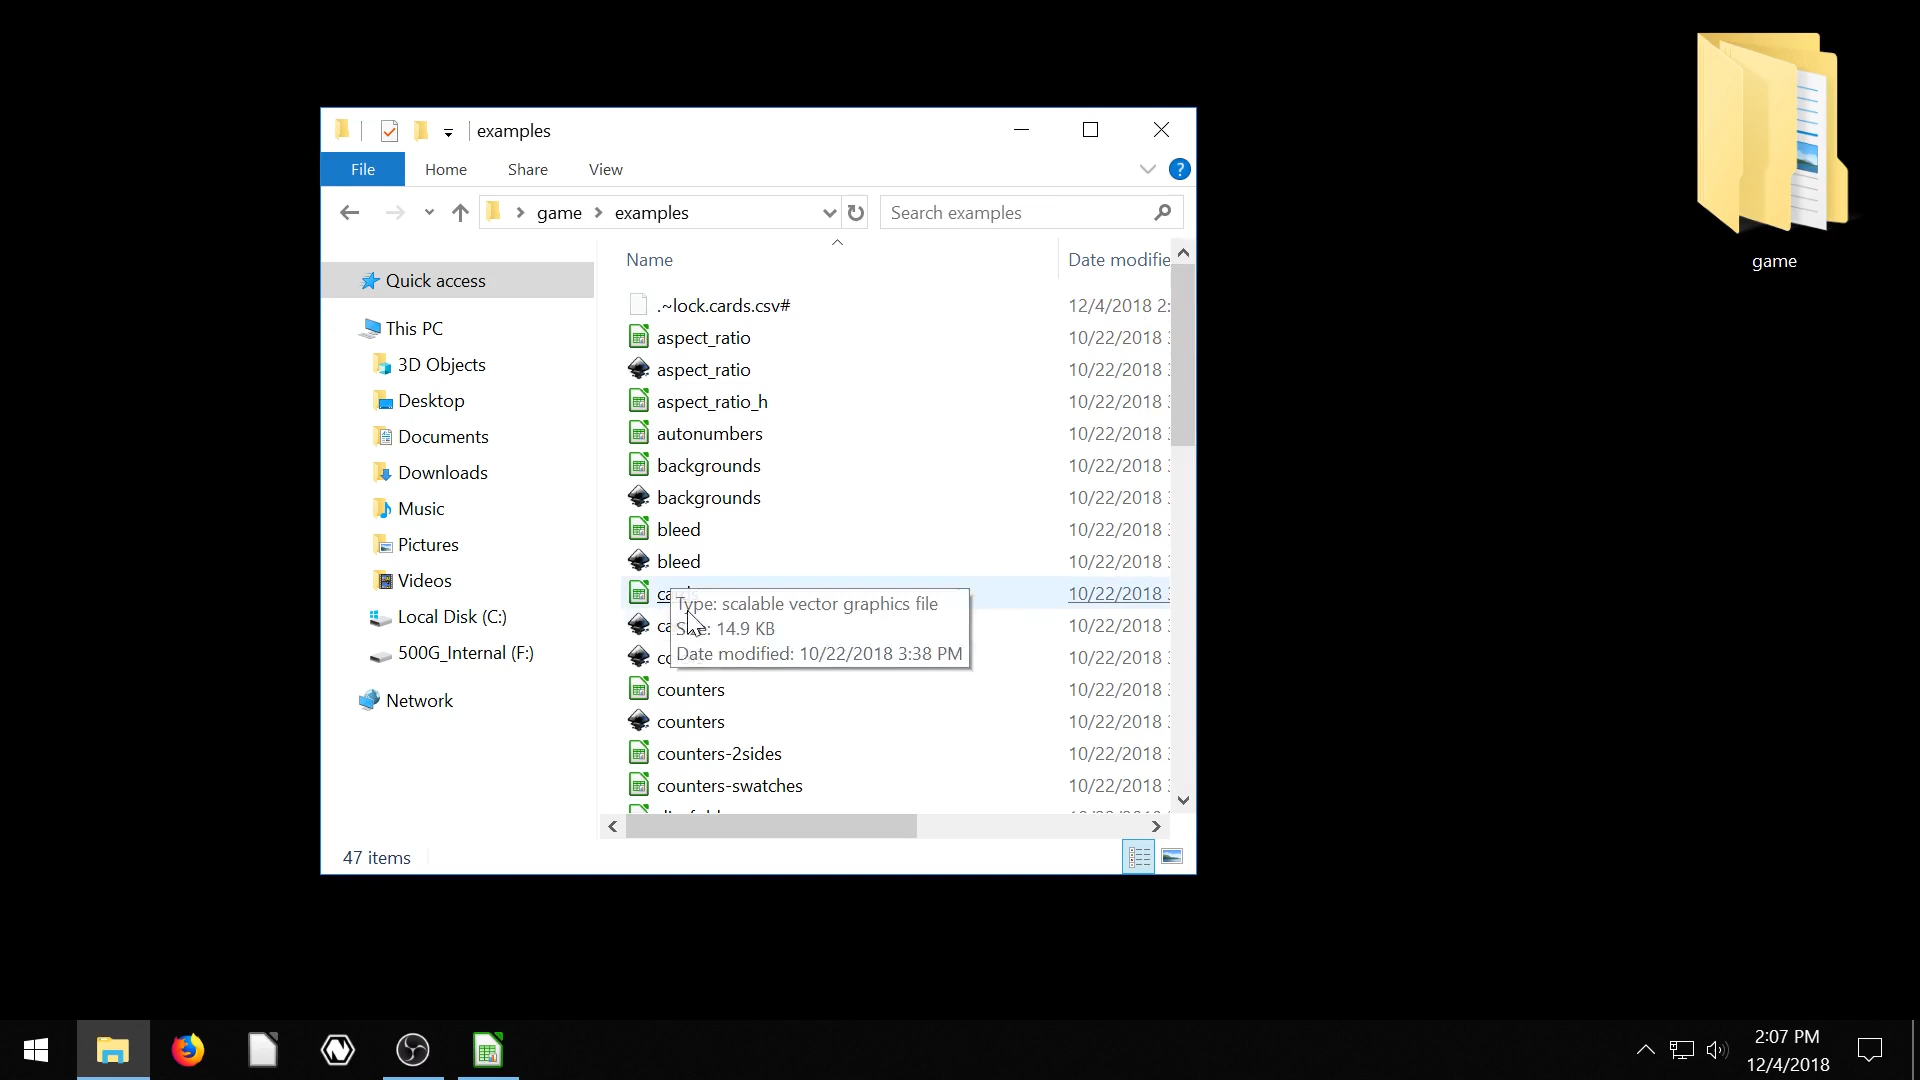 examples
File Home Share View
game examples
Search examples
game
Name Date modifie
.~lock.cards.csv# 12/4/2018 2:
aspect_ratio 10/22/2018
aspect_ratio 10/22/2018
aspect_ratio_h 10/22/2018
autonumbers 10/22/2018
backgrounds 10/22/2018
backgrounds 10/22/2018
bleed 10/22/2018
bleed 10/22/2018
10/22/2018
10/22/2018
10/22/2018
counters 10/22/2018
counters 10/22/2018
counters-2sides 10/22/2018
counters-swatches 10/22/2018
Type: scalable vector graphics file
14.9 KB
Date modified: 10/22/2018 3:38 PM
Quick access
This PC
3D Objects
Desktop
Documents
Downloads
Music
Pictures
Videos
Local Disk (C:)
500G_Internal (F:)
Network
47 items
2:07 PM
12/4/2018